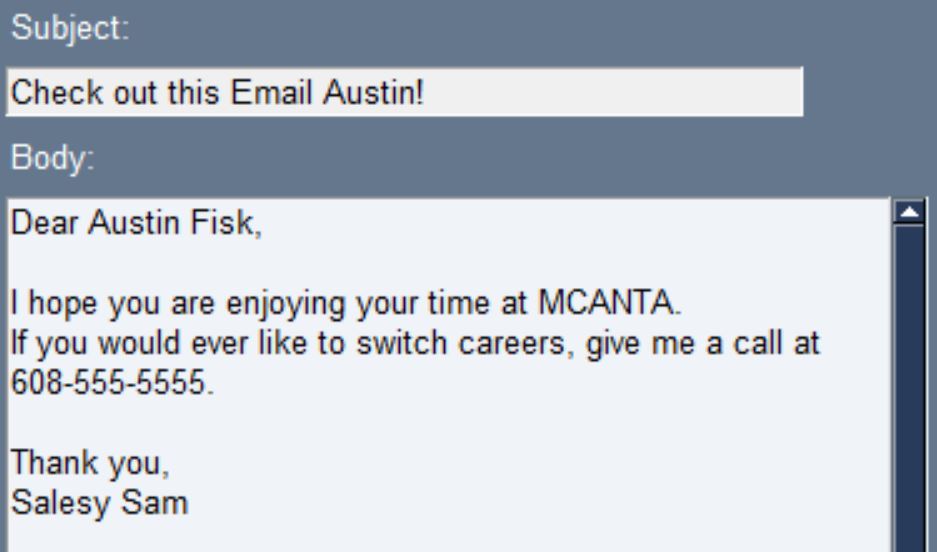 Subject:
Check out this Email Austin!
Body:
Dear Austin Fisk,
I hope you are enjoying your time at MCANTA.
If you would ever like to switch careers, give me a call at
608-555-5555.
Thank you,
Salesy Sam